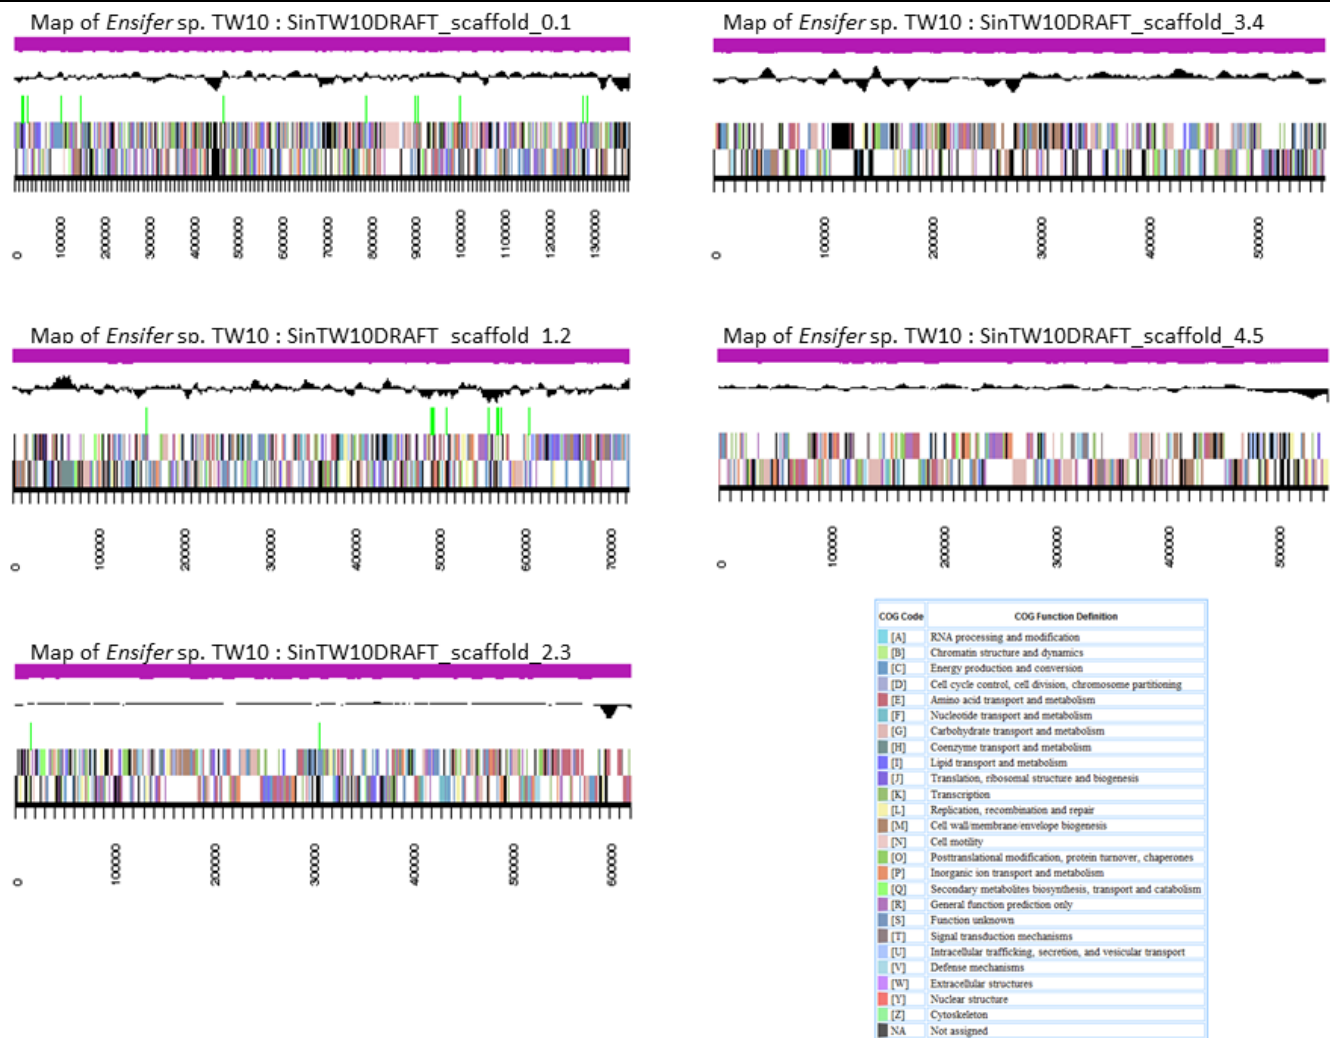 Map of Ensifer sp. TW10 : SinTW10DRAFT_scaffold_0.1
0 100000 200000 300000 400000 500000 600000 700000 800000 900000 1000000 1100000 1200000 1300000
Map of Ensifer sp. TW10 : SinTW10DRAFT_scaffold_3.4
0 100000 200000 300000 400000 500000
Map of Ensifer sp. TW10 : SinTW10DRAFT_scaffold_1.2
0 100000 200000 300000 400000 500000 600000 700000
Map of Ensifer sp. TW10 : SinTW10DRAFT_scaffold_4.5
0 100000 200000 300000 400000 500000
Map of Ensifer sp. TW10 : SinTW10DRAFT_scaffold_2.3
0 100000 200000 300000 400000 500000 600000
COG Code COG Function Definition
[A] RNA processing and modification
[B] Chromatin structure and dynamics
[C] Energy production and conversion
[D] Cell cycle control, cell division, chromosome partitioning
[E] Amino acid transport and metabolism
[F] Nucleotide transport and metabolism
[G] Carbohydrate transport and metabolism
[H] Coenzyme transport and metabolism
[I] Lipid transport and metabolism
[J] Translation, ribosomal structure and biogenesis
[K] Transcription
[L] Replication, recombination and repair
[M] Cell wall/membrane/envelope biogenesis
[N] Cell motility
[O] Posttranslational modification, protein turnover, chaperones
[P] Inorganic ion transport and metabolism
[Q] Secondary metabolites biosynthesis, transport and catabolism
[R] General function prediction only
[S] Function unknown
[T] Signal transduction mechanisms
[U] Intracellular trafficking, secretion, and vesicular transport
[V] Defense mechanisms
[W] Extracellular structures
[Y] Nuclear structure
[Z] Cytoskeleton
NA Not assigned